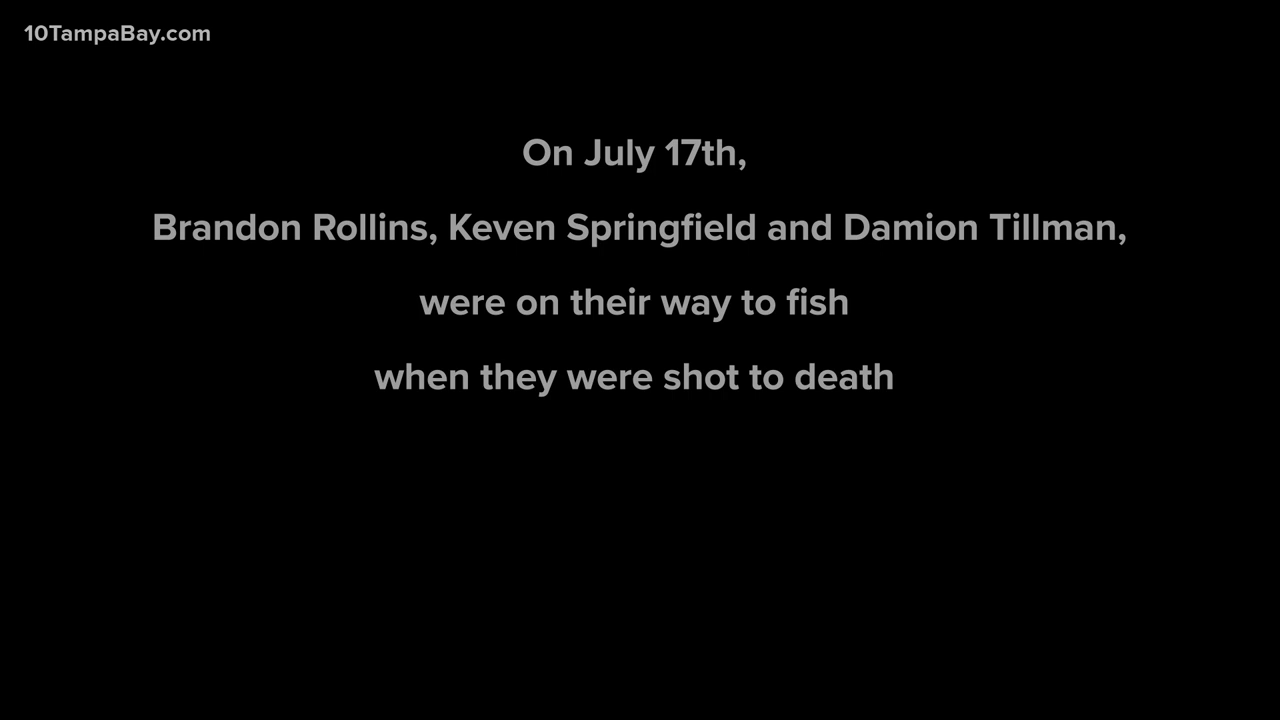 10TampaBay.com
On July 17th,
Brandon Rollins, Keven Springfield and Damion Tillman,
were on their way to fish
when they were shot to death